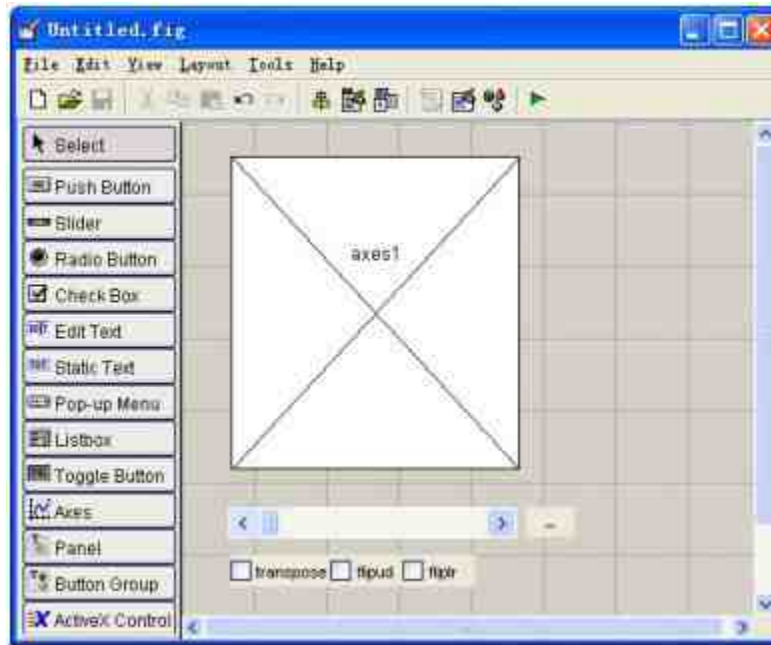 Untitled.fig
File Edit View Layout Tools Help
Select
Push Button
Slider
Radio Button
axes1
Check Box
Edit Text
Static Text
Pop-up Menu
Listbox
Toggle Button
Axes
Panel
Button Group
ActiveX Control
transpose flipud fliplr